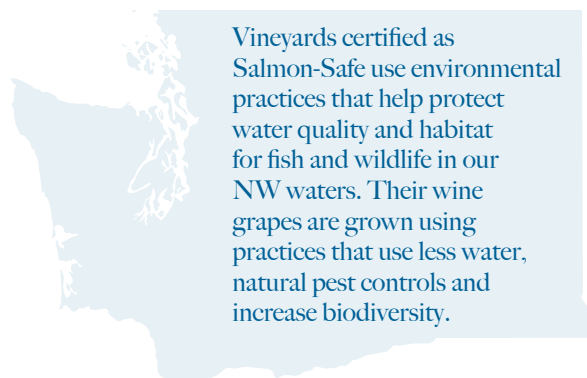 Vineyards certified as
Salmon-Safe use environmental
practices that help protect
water quality and habitat
for fish and wildlife in our
NW waters. Their wine
grapes are grown using
practices that use less water,
natural pest controls and
increase biodiversity.